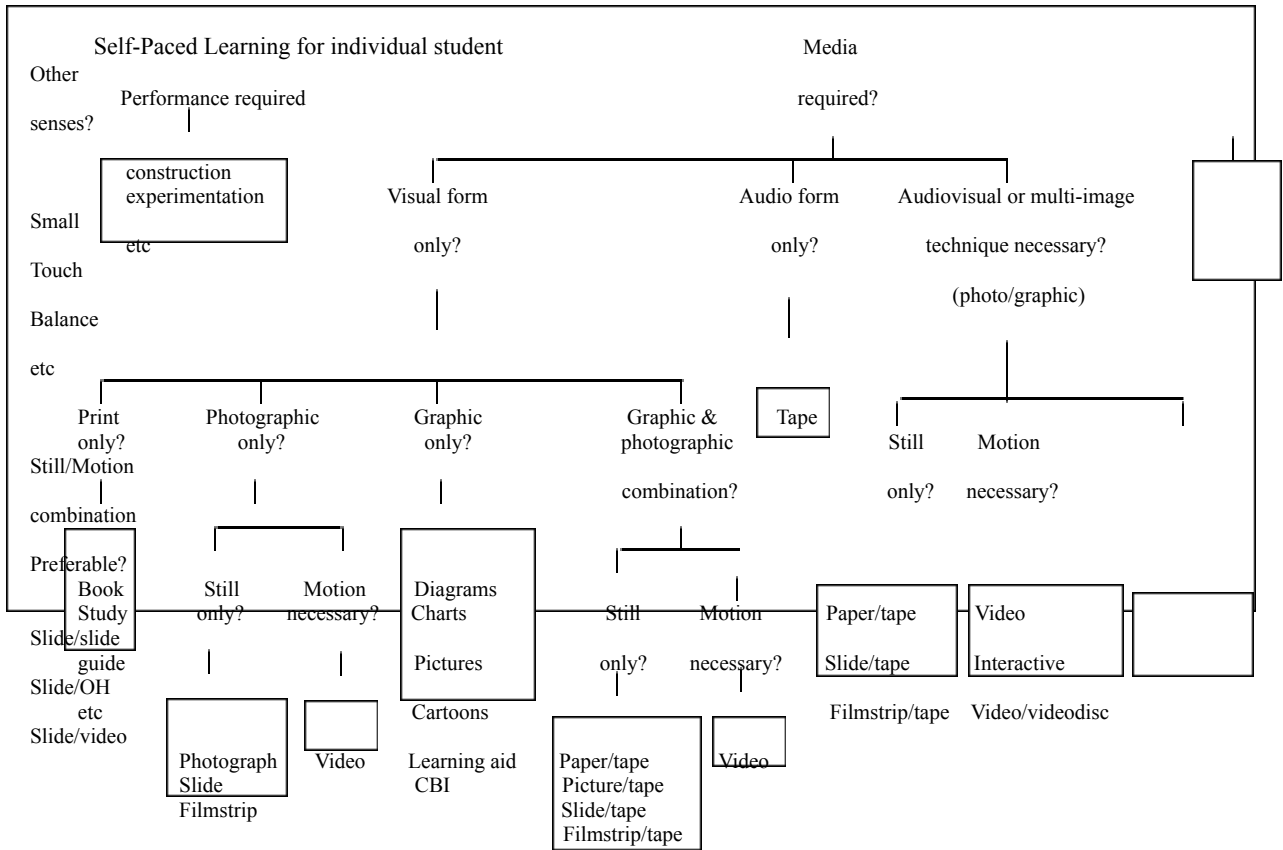 Self-Paced Learning for individual student Media
Other
Performance required required?
senses?
construction
experimentation Visual form Audio form Audiovisual or multi-image
Small
etc only? only? technique necessary?
Touch
(photo/graphic)
Balance
etc
Print Photographic Graphic Graphic & Tape
only? only? only? photographic Still Motion
Still/Motion
combination? only? necessary?
combination
Preferable?
Book Still Motion Diagrams
Study only? necessary? Charts Still Motion Paper/tape Video
Slide/slide
guide Pictures only? necessary? Slide/tape Interactive
Slide/OH
etc Cartoons Filmstrip/tape Video/videodisc
Slide/video
Photograph Video Learning aid Paper/tape Video
Slide CBI Picture/tape
Filmstrip Slide/tape
Filmstrip/tape